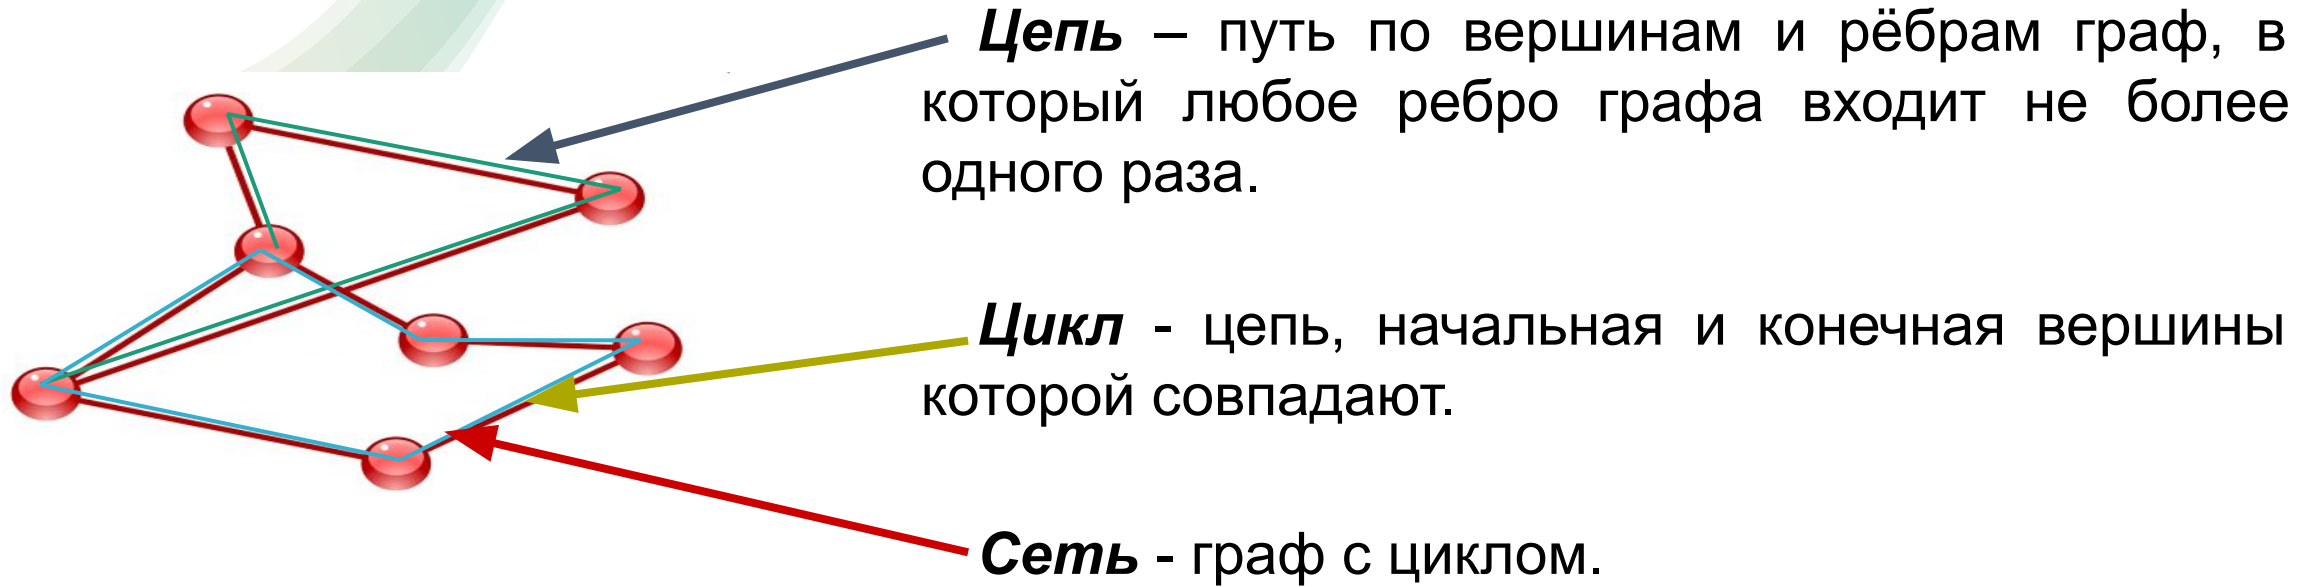 Цепь – путь по вершинам и рёбрам граф, в
который любое ребро графа входит не более
одного раза.
Цикл - цепь, начальная и конечная вершины
которой совпадают.
Сеть - граф с циклом.